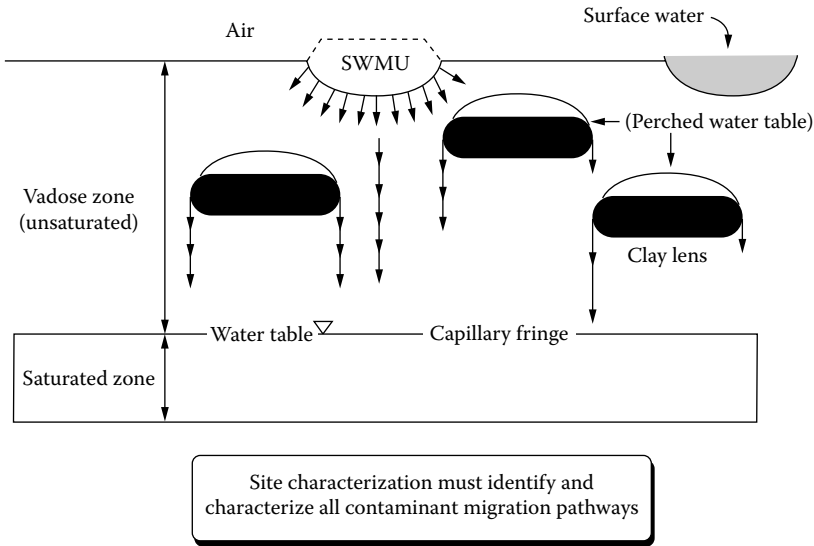 Surface water
Air
SWMU
(Perched water table)
Vadose zone
(unsaturated)
Clay lens
Water table
Capillary fringe
Saturated zone
Site characterization must identify and
characterize all contaminant migration pathways